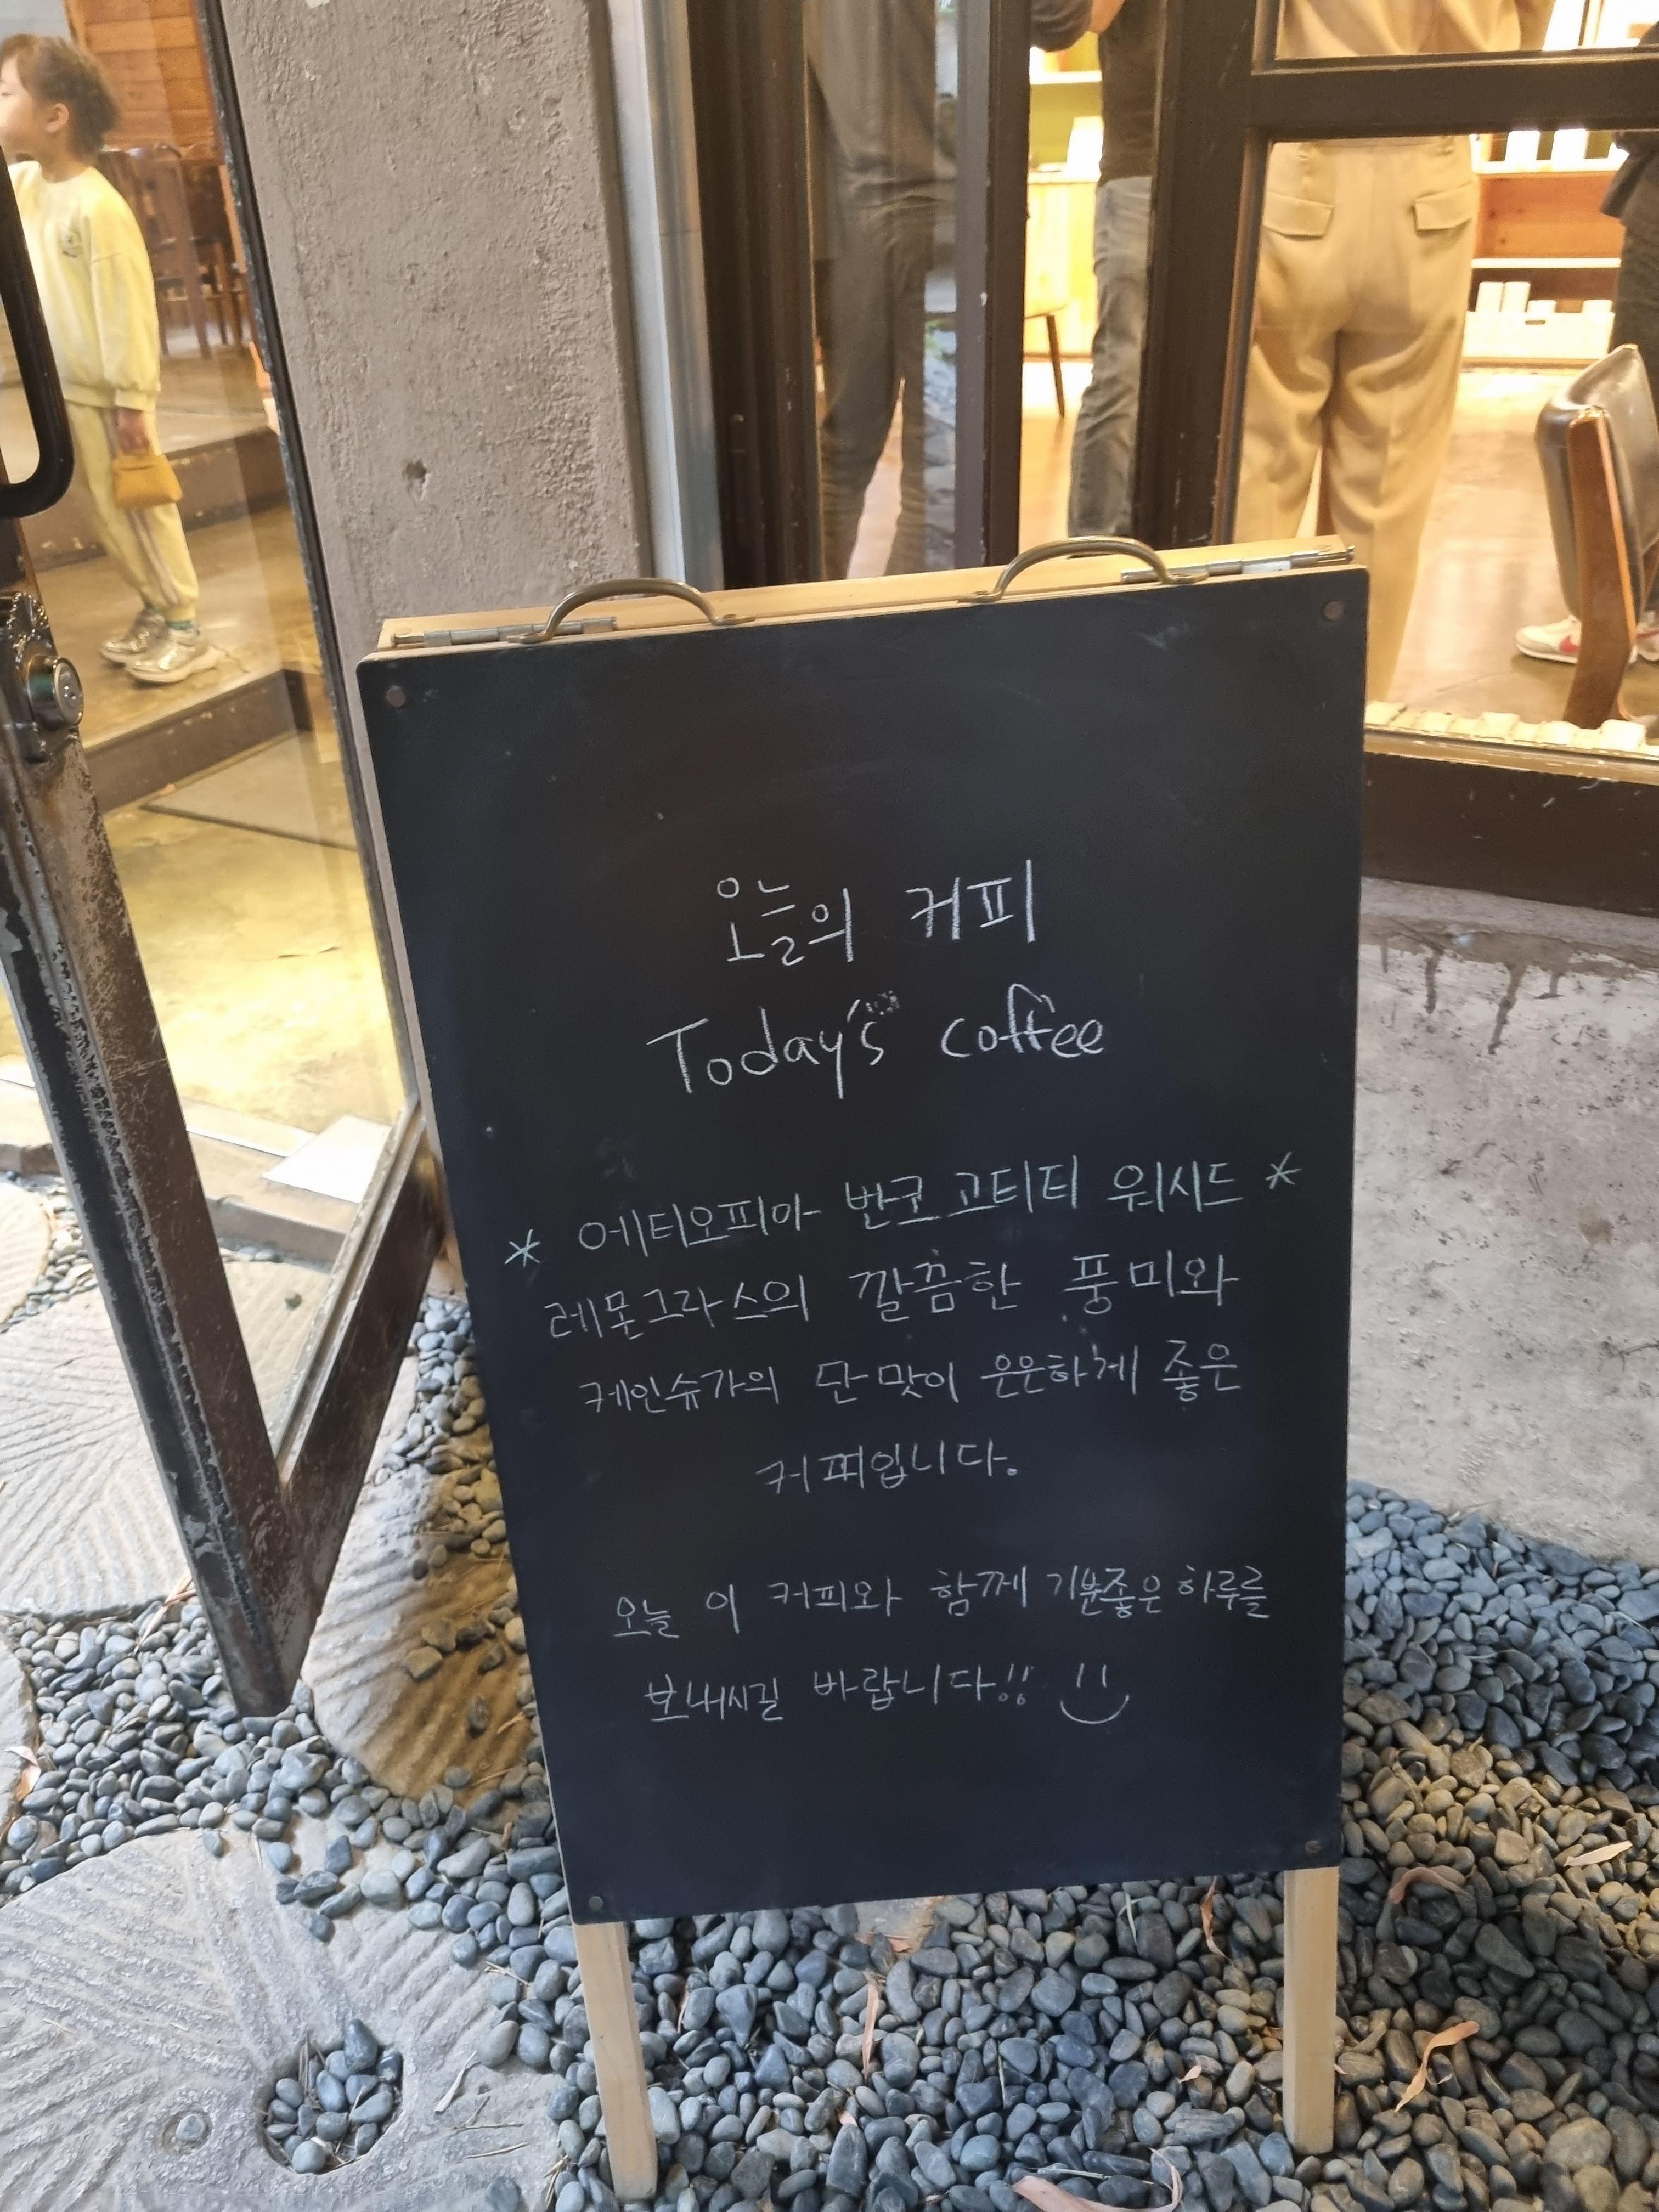 오늘의 커피
Today's coffee
* 에티오피아 반코 고티티 워시드 *
레몬그라스의 깔끔한 풍미와
케인슈가의 단맛이 은은하게 좋은
커피입니다.
오늘 이 커피와 함께 기분좋은 하루를
보내시길 바랍니다!! :)